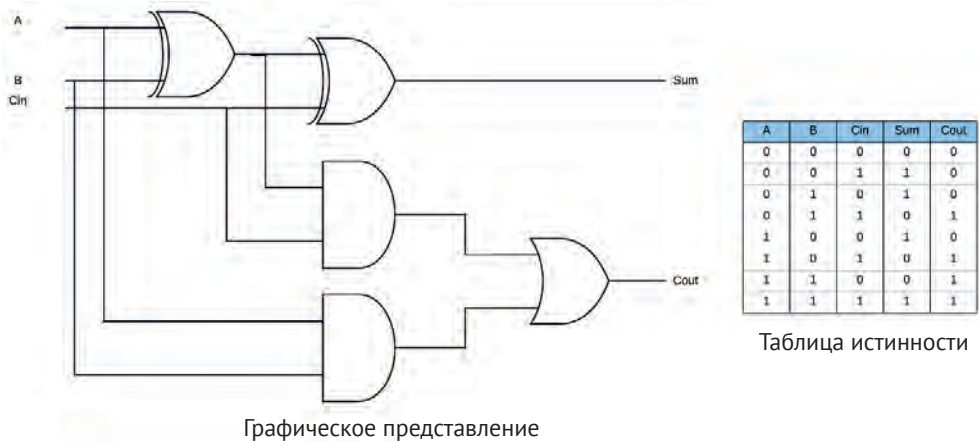 A
B
Cin
Sum
Cout
A B Cin Sum Cout
0 0 0 0 0
0 0 1 1 0
0 1 0 1 0
0 1 1 0 1
1 0 0 1 0
1 0 1 0 1
1 1 0 0 1
1 1 1 1 1
Таблица истинности
Графическое представление